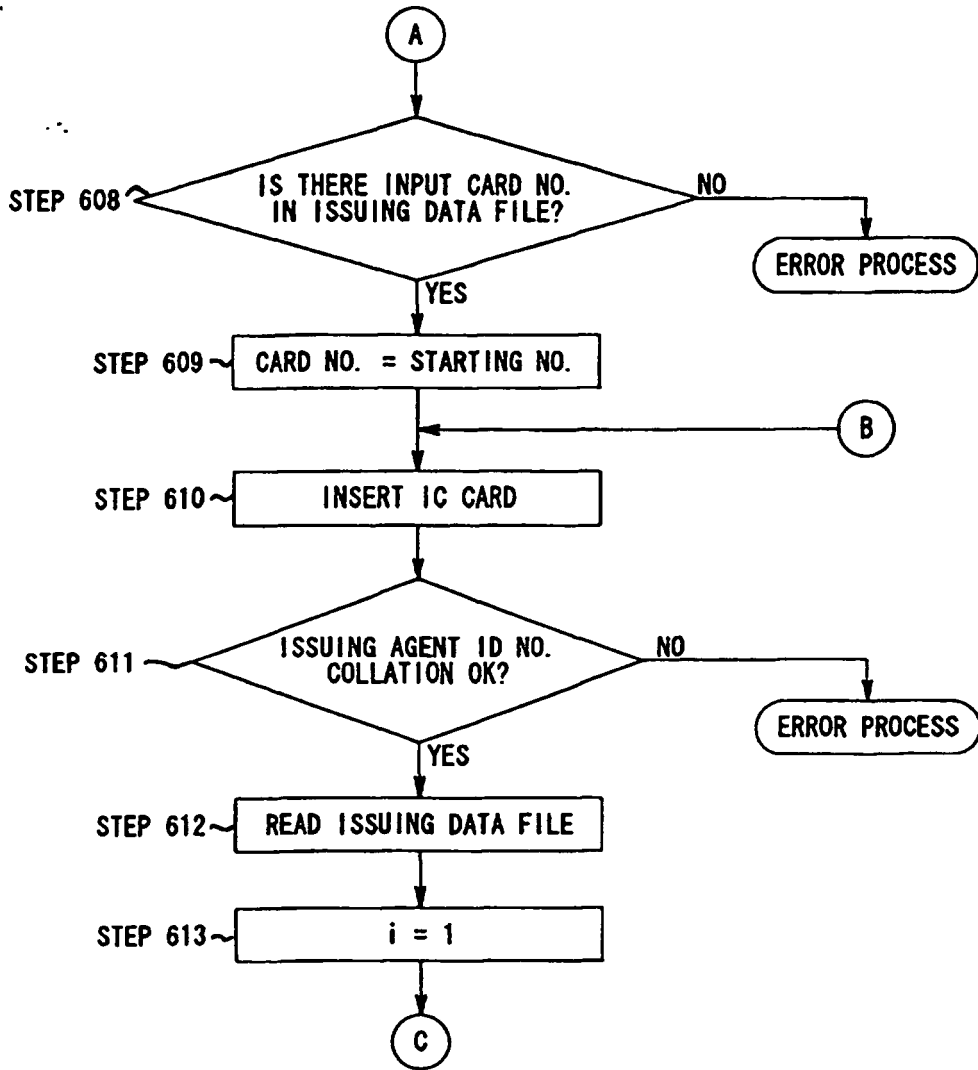 A
STEP 608
IS THERE INPUT CARD NO.
IN ISSUING DATA FILE?
NO
ERROR PROCESS
YES
STEP 609
CARD NO. = STARTING NO.
B
STEP 610
INSERT IC CARD
STEP 611
ISSUING AGENT ID NO.
COLLATION OK?
NO
ERROR PROCESS
YES
STEP 612
READ ISSUING DATA FILE
STEP 613
i = 1
C